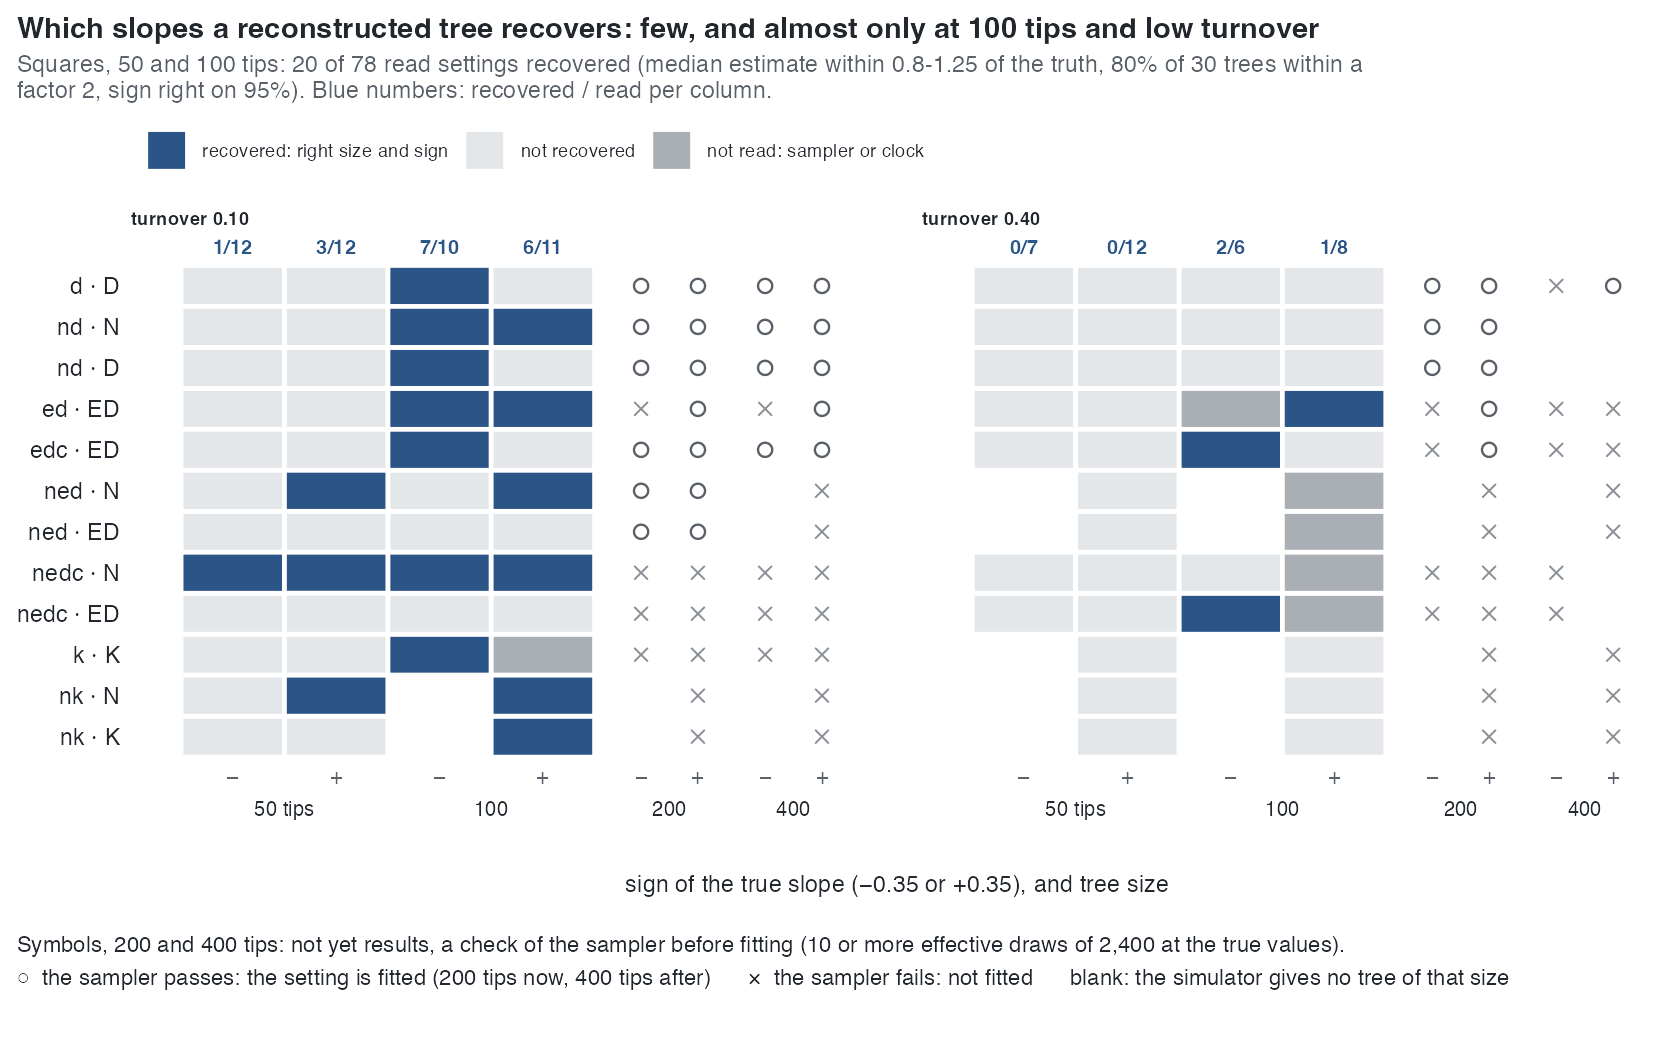 Which slopes a reconstructed tree recovers: few, and almost only at 100 tips and low turnover
Squares, 50 and 100 tips: 20 of 78 read settings recovered (median estimate within 0.8-1.25 of the truth, 80% of 30 trees within a
factor 2, sign right on 95%). Blue numbers: recovered / read per column.
recovered: right size and sign not recovered not read: sampler or clock
turnover 0.10 turnover 0.40
1/12 3/12 7/10 6/11 0/7 0/12 2/6 1/8
d · D ○ ○ ○ ○ ○ ○ × ○
nd · N ○ ○ ○ ○ ○ ○
nd · D ○ ○ ○ ○ ○ ○
ed · ED × ○ × ○ × ○ × ×
edc · ED ○ ○ ○ ○ × ○ × ×
ned · N ○ ○ × × ×
ned · ED ○ ○ × × ×
nedc · N × × × × × × ×
nedc · ED × × × × × × ×
k · K × × × × × ×
nk · N × × × ×
nk · K × × × ×
− + − + − + − + − + − + − + − +
50 tips 100 200 400 50 tips 100 200 400
sign of the true slope (−0.35 or +0.35), and tree size
Symbols, 200 and 400 tips: not yet results, a check of the sampler before fitting (10 or more effective draws of 2,400 at the true values).
○ the sampler passes: the setting is fitted (200 tips now, 400 tips after) × the sampler fails: not fitted blank: the simulator gives no tree of that size